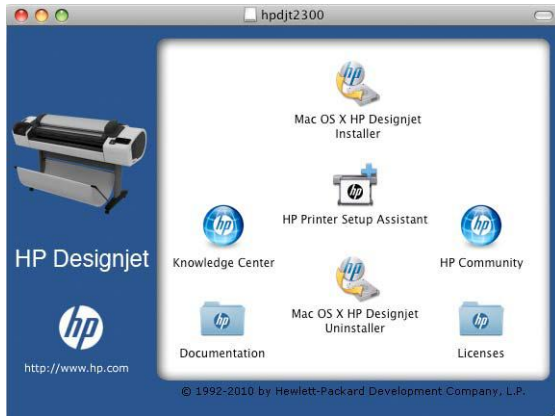 hpdjt2300
Mac OS X HP Designjet
Installer
HP Printer Setup Assistant
Knowledge Center
HP Community
Mac OS X HP Designjet
Uninstaller
Documentation
Licenses
HP Designjet
hp
http://www.hp.com
© 1992-2010 by Hewlett-Packard Development Company, L.P.